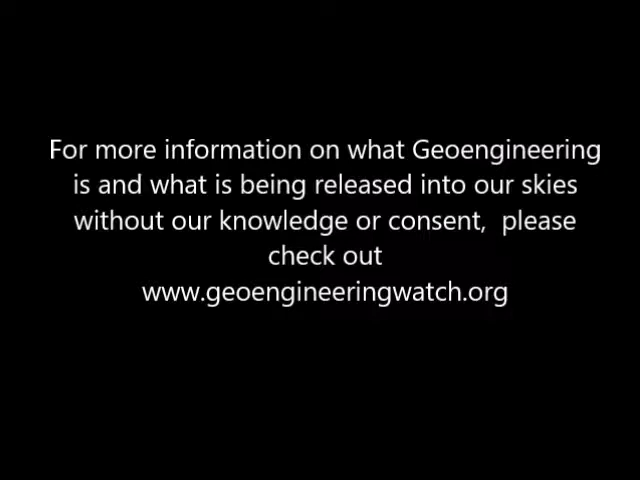 For more information on what Geoengineering
is and what is being released into our skies
without our knowledge or consent,  please
check out
www.geoengineeringwatch.org